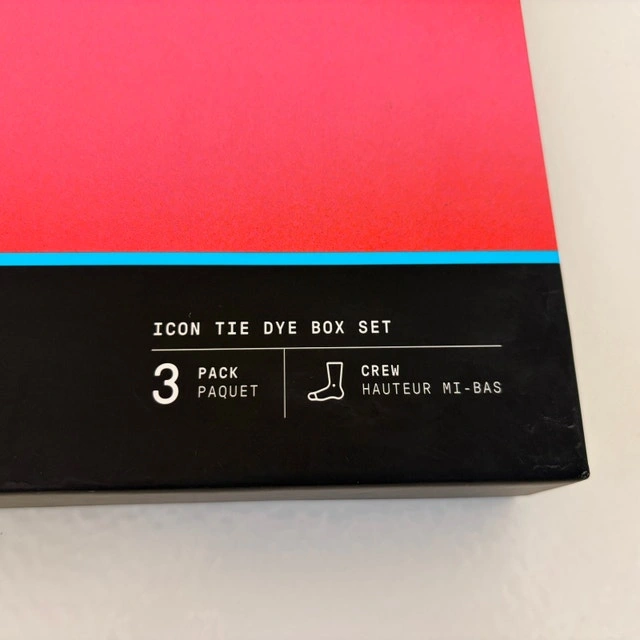 ICON TIE DYE BOX SET
3 PACK
PAQUET
CREW
HAUTEUR MI-BAS